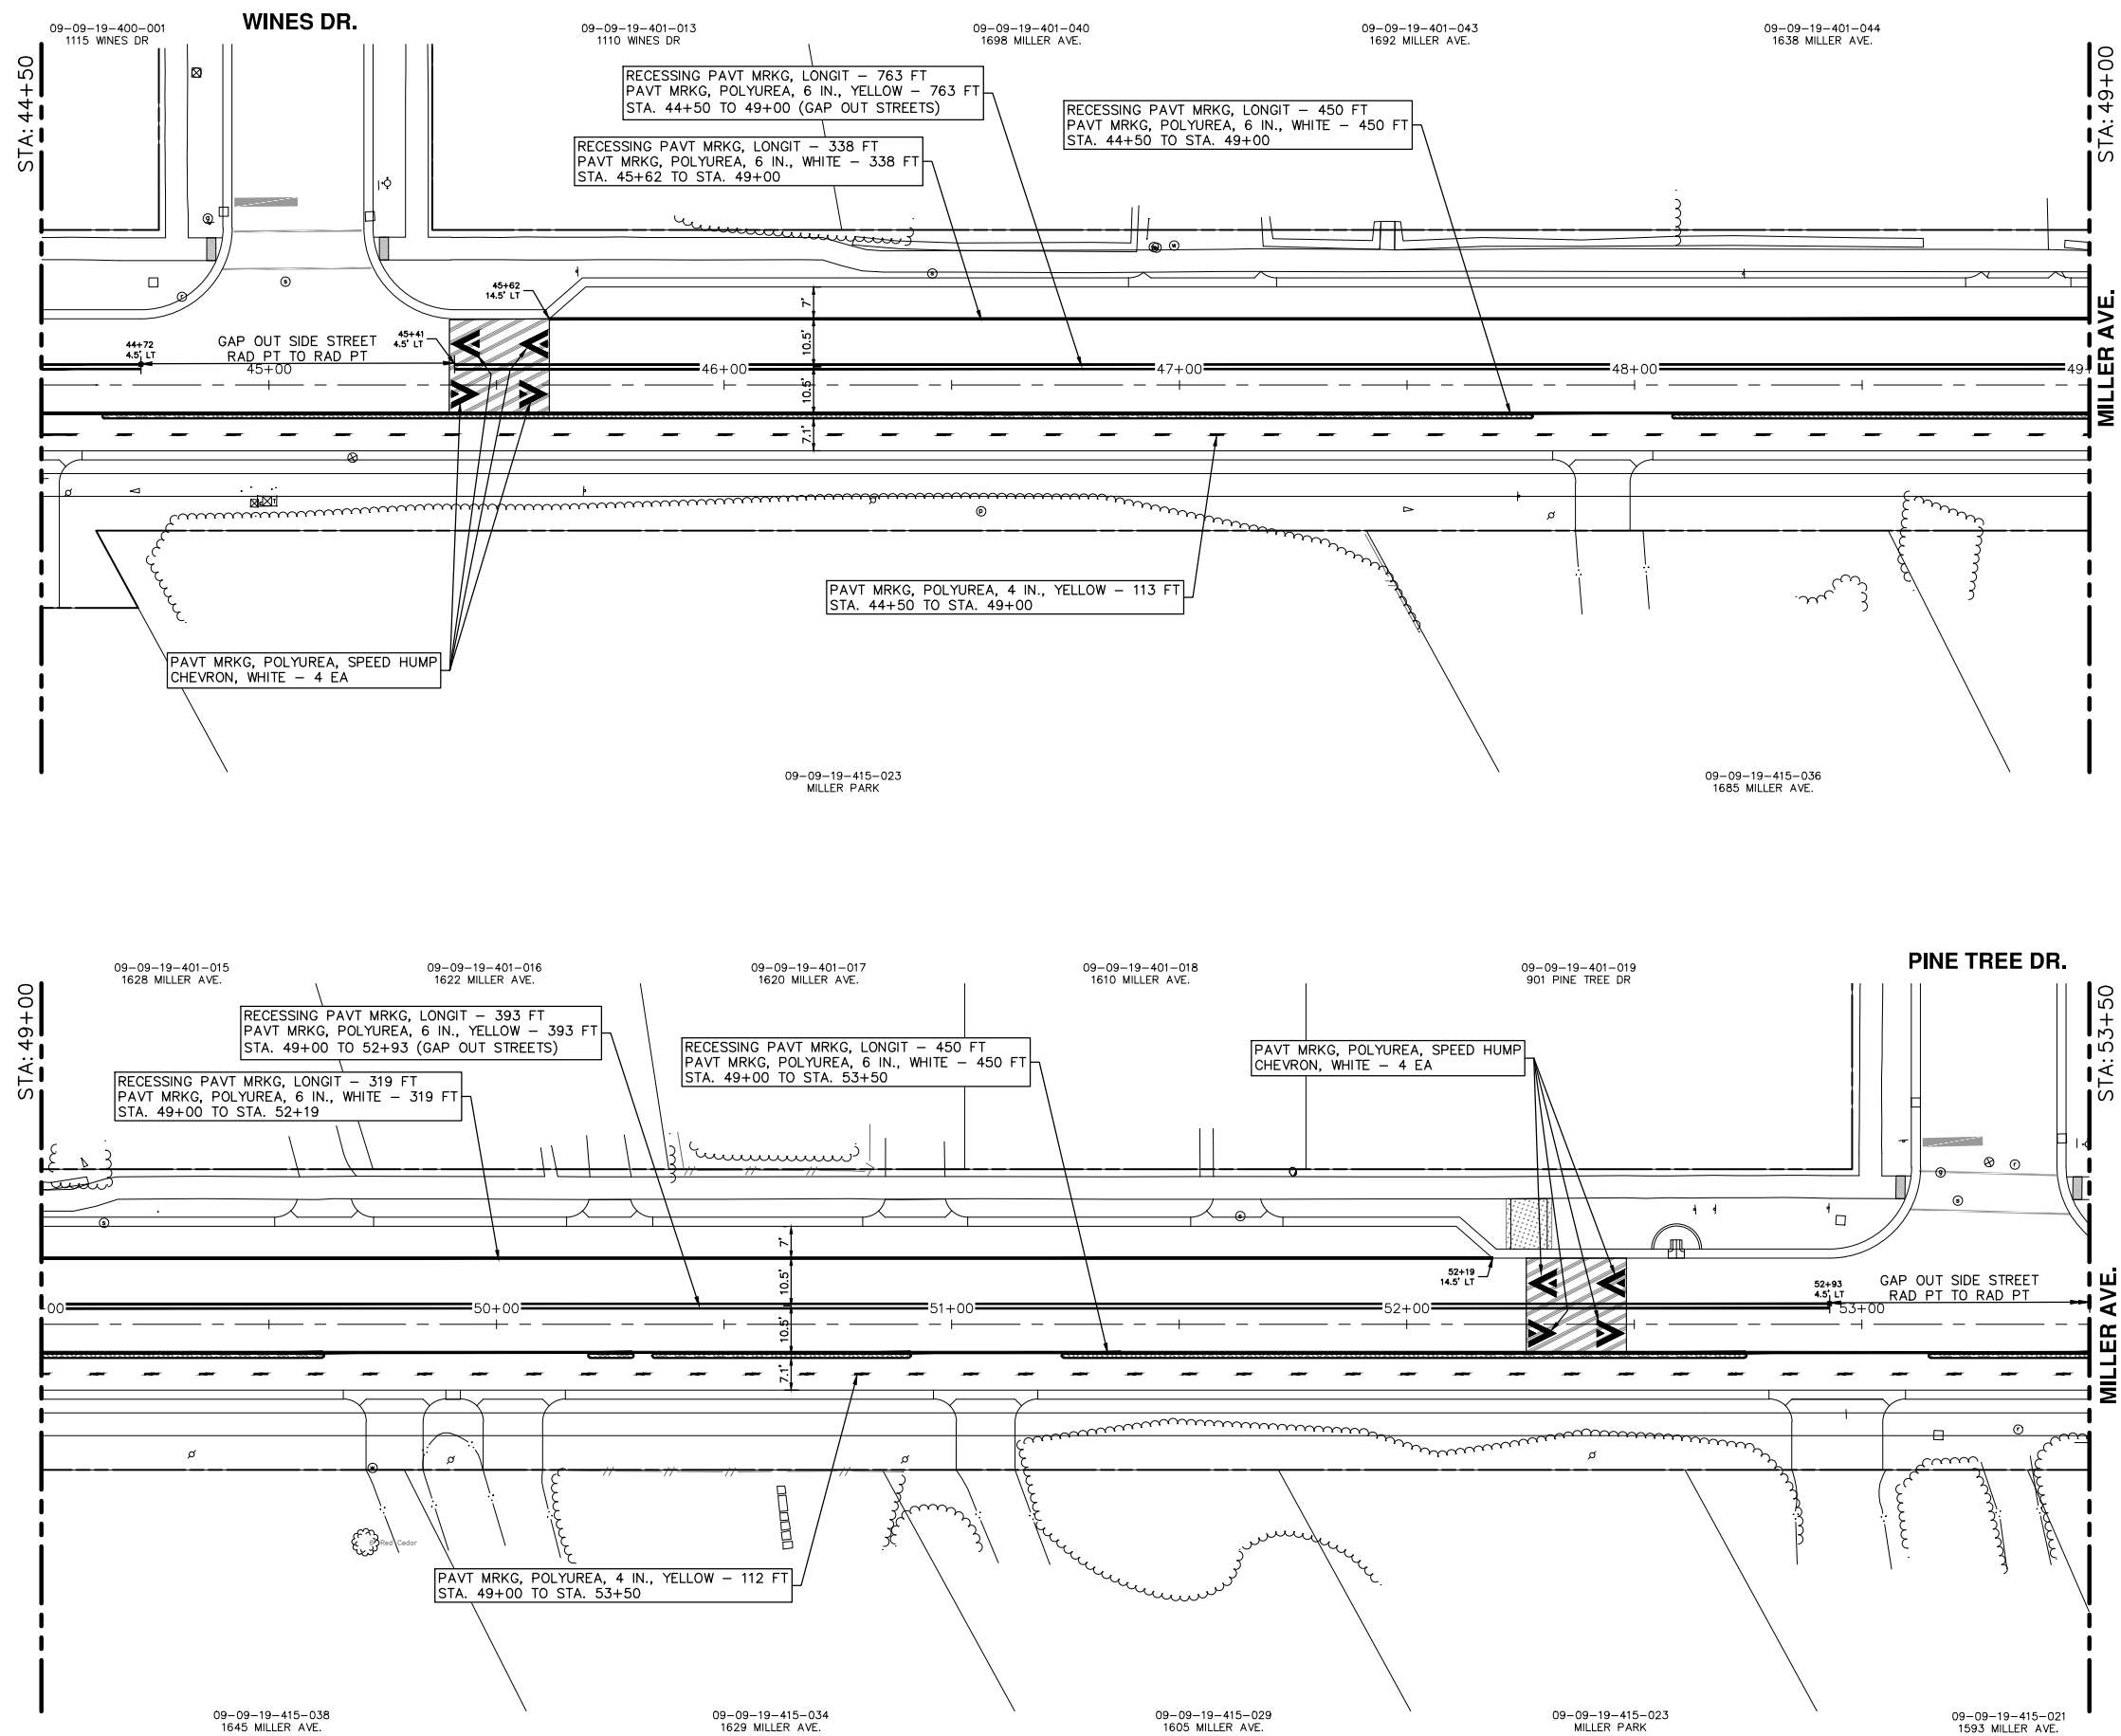 WINES DR.
09-09-19-400-001
1115 WINES DR
09-09-19-401-013
1110 WINES DR
09-09-19-401-040
1698 MILLER AVE.
09-09-19-401-043
1692 MILLER AVE.
09-09-19-401-044
1638 MILLER AVE.
STA: 44+50
STA: 49+00
RECESSING PAVT MRKG, LONGIT – 763 FT
PAVT MRKG, POLYUREA, 6 IN., YELLOW – 763 FT
STA. 44+50 TO 49+00 (GAP OUT STREETS)
RECESSING PAVT MRKG, LONGIT – 450 FT
PAVT MRKG, POLYUREA, 6 IN., WHITE – 450 FT
STA. 44+50 TO STA. 49+00
RECESSING PAVT MRKG, LONGIT – 338 FT
PAVT MRKG, POLYUREA, 6 IN., WHITE – 338 FT
STA. 45+62 TO STA. 49+00
45+62
14.5' LT
7'
10.5'
10.5'
7.1'
44+72
4.5' LT
GAP OUT SIDE STREET
RAD PT TO RAD PT
45+41
4.5' LT
45+00
46+00
47+00
48+00
49+
MILLER AVE.
PAVT MRKG, POLYUREA, 4 IN., YELLOW – 113 FT
STA. 44+50 TO STA. 49+00
PAVT MRKG, POLYUREA, SPEED HUMP
CHEVRON, WHITE – 4 EA
09-09-19-415-023
MILLER PARK
09-09-19-415-036
1685 MILLER AVE.
PINE TREE DR.
09-09-19-401-015
1628 MILLER AVE.
09-09-19-401-016
1622 MILLER AVE.
09-09-19-401-017
1620 MILLER AVE.
09-09-19-401-018
1610 MILLER AVE.
09-09-19-401-019
901 PINE TREE DR
STA: 49+00
STA: 53+50
RECESSING PAVT MRKG, LONGIT – 393 FT
PAVT MRKG, POLYUREA, 6 IN., YELLOW – 393 FT
STA. 49+00 TO 52+93 (GAP OUT STREETS)
RECESSING PAVT MRKG, LONGIT – 450 FT
PAVT MRKG, POLYUREA, 6 IN., WHITE – 450 FT
STA. 49+00 TO STA. 53+50
PAVT MRKG, POLYUREA, SPEED HUMP
CHEVRON, WHITE – 4 EA
RECESSING PAVT MRKG, LONGIT – 319 FT
PAVT MRKG, POLYUREA, 6 IN., WHITE – 319 FT
STA. 49+00 TO STA. 52+19
7'
10.5'
10.5'
7.1'
52+19
14.5' LT
52+93
4.5' LT
GAP OUT SIDE STREET
RAD PT TO RAD PT
00
50+00
51+00
52+00
53+00
MILLER AVE.
Red Cedar
PAVT MRKG, POLYUREA, 4 IN., YELLOW – 112 FT
STA. 49+00 TO STA. 53+50
09-09-19-415-038
1645 MILLER AVE.
09-09-19-415-034
1629 MILLER AVE.
09-09-19-415-029
1605 MILLER AVE.
09-09-19-415-023
MILLER PARK
09-09-19-415-021
1593 MILLER AVE.